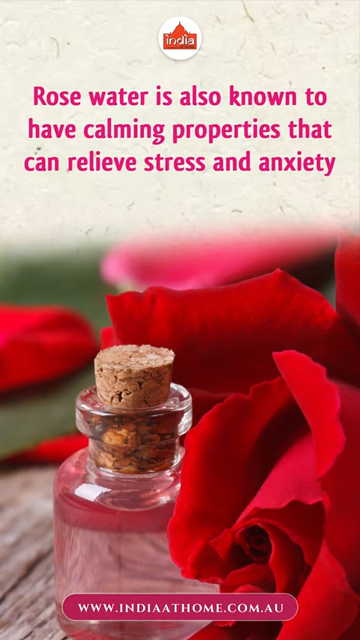 india
Rose water is also known to
have calming properties that
can relieve stress and anxiety
WWW.INDIAATHOME.COM.AU